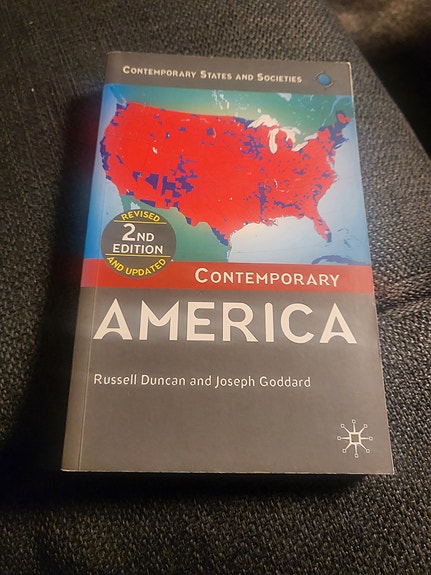 Contemporary States and Societies
REVISED
2ND
EDITION
AND UPDATED
Contemporary
AMERICA
Russell Duncan and Joseph Goddard